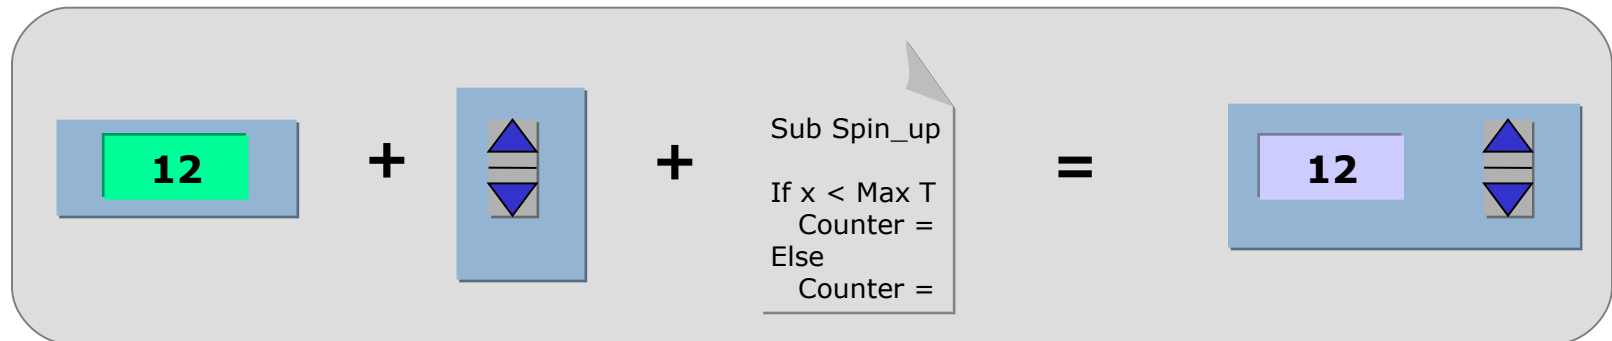 12
+
+
Sub Spin_up
If x < Max T
Counter =
Else
Counter =
=
12